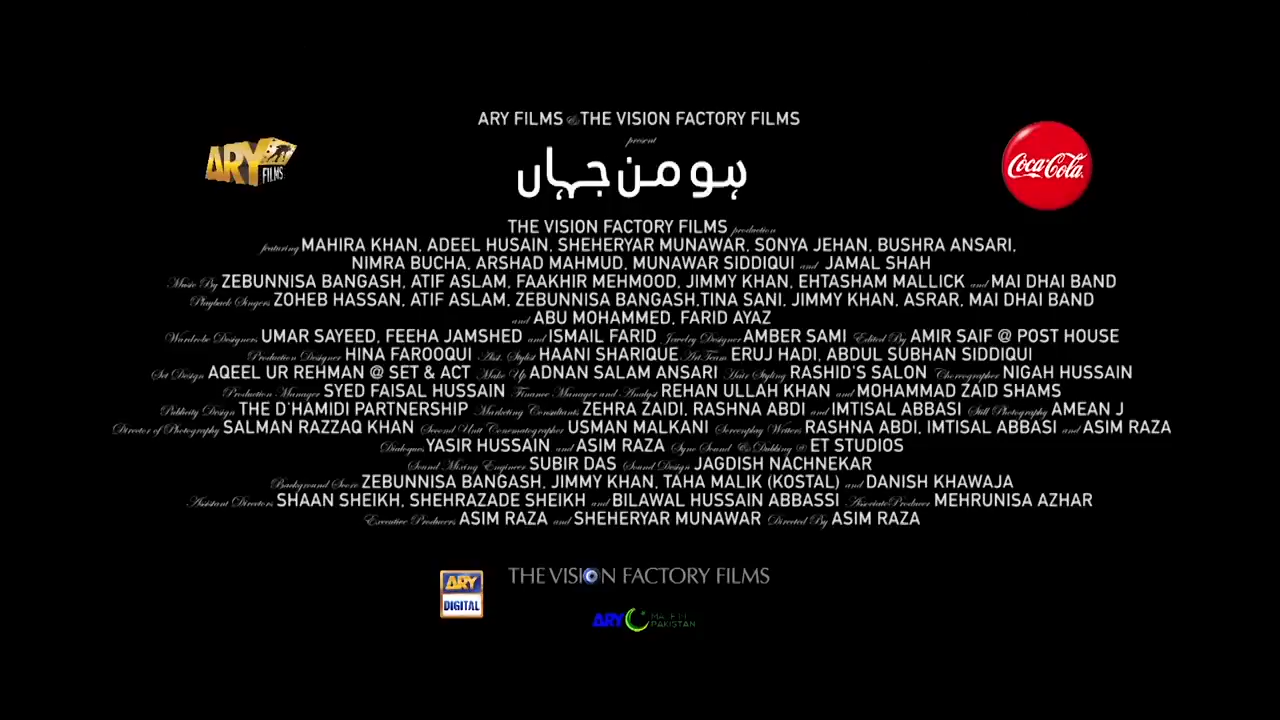 ARY FILMS & THE VISION FACTORY FILMS
present
ہو من جہاں
ARY
FILMS
Coca-Cola
THE VISION FACTORY FILMS production
featuring MAHIRA KHAN, ADEEL HUSAIN, SHEHERYAR MUNAWAR, SONYA JEHAN, BUSHRA ANSARI,
NIMRA BUCHA, ARSHAD MAHMUD, MUNAWAR SIDDIQUI and JAMAL SHAH
Music By ZEBUNNISA BANGASH, ATIF ASLAM, FAAKHIR MEHMOOD, JIMMY KHAN, EHTASHAM MALLICK and MAI DHAI BAND
Playback Singers ZOHEB HASSAN, ATIF ASLAM, ZEBUNNISA BANGASH,TINA SANI, JIMMY KHAN, ASRAR, MAI DHAI BAND
and ABU MOHAMMED, FARID AYAZ
Wardrobe Designers UMAR SAYEED, FEEHA JAMSHED and ISMAIL FARID Jewelry Designer AMBER SAMI Edited By AMIR SAIF @ POST HOUSE
Production Designer HINA FAROOQUI Asst. Stylist HAANI SHARIQUE Art Team ERUJ HADI, ABDUL SUBHAN SIDDIQUI
Set Design AQEEL UR REHMAN @ SET & ACT Make Up ADNAN SALAM ANSARI Hair Styling RASHID'S SALON Choreographer NIGAH HUSSAIN
Production Manager SYED FAISAL HUSSAIN Finance Manager and Analyst REHAN ULLAH KHAN and MOHAMMAD ZAID SHAMS
Publicity Design THE D'HAMIDI PARTNERSHIP Marketing Consultants ZEHRA ZAIDI, RASHNA ABDI and IMTISAL ABBASI Still Photography AMEAN J
Director of Photography SALMAN RAZZAQ KHAN Second Unit Cinematographer USMAN MALKANI Screenplay Writers RASHNA ABDI, IMTISAL ABBASI and ASIM RAZA
Dialogues YASIR HUSSAIN and ASIM RAZA Sync Sound & Dubbing @ ET STUDIOS
Sound Mixing Engineer SUBIR DAS Sound Design JAGDISH NACHNEKAR
Background Score ZEBUNNISA BANGASH, JIMMY KHAN, TAHA MALIK (KOSTAL) and DANISH KHAWAJA
Assistant Directors SHAAN SHEIKH, SHEHRAZADE SHEIKH and BILAWAL HUSSAIN ABBASSI Associate Producer MEHRUNISA AZHAR
Executive Producers ASIM RAZA and SHEHERYAR MUNAWAR Directed By ASIM RAZA
ARY
DIGITAL
THE VISION FACTORY FILMS
ARY
PAKISTAN